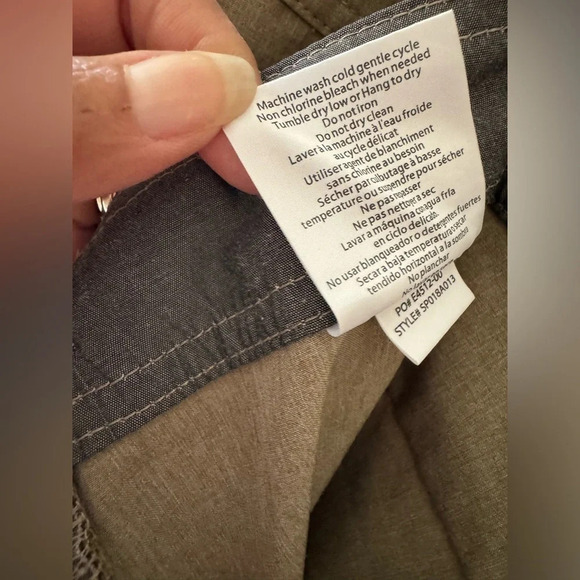 Machine wash cold gentle cycle
Non chlorine bleach when needed
Tumble dry low or Hang to dry
Do not iron
Do not dry clean
Laver à la machine à l'eau froide
au cycle délicat
Utiliser agent de blanchiment
sans chlorine au besoin
Sécher par culbutage à basse
temperature ou suspendre pour sécher
Ne pas repasser
Ne pas nettoyer a sec
Lavar a máquina con agua fría
en ciclo delicato
No usar blanqueador o detergentes fuertes
Secar a baja temperatura o secar
tendido horizontal a la sombra
No planchar
PO# E4512-DU
STYLE# SP018A013